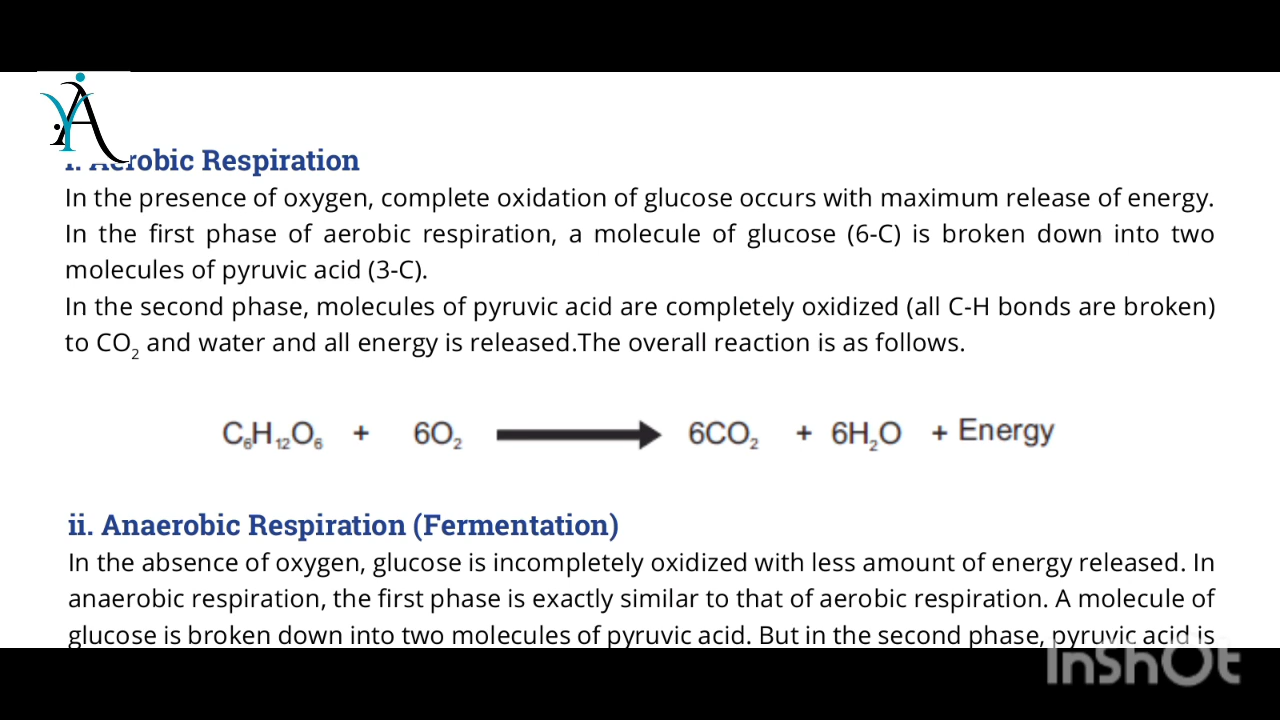 i. Aerobic Respiration
In the presence of oxygen, complete oxidation of glucose occurs with maximum release of energy.
In the first phase of aerobic respiration, a molecule of glucose (6-C) is broken down into two
molecules of pyruvic acid (3-C).
In the second phase, molecules of pyruvic acid are completely oxidized (all C-H bonds are broken)
to CO₂ and water and all energy is released.The overall reaction is as follows.
C₆H₁₂O₆ + 6O₂ → 6CO₂ + 6H₂O + Energy
ii. Anaerobic Respiration (Fermentation)
In the absence of oxygen, glucose is incompletely oxidized with less amount of energy released. In
anaerobic respiration, the first phase is exactly similar to that of aerobic respiration. A molecule of
glucose is broken down into two molecules of pyruvic acid. But in the second phase, pyruvic acid is
InShOt